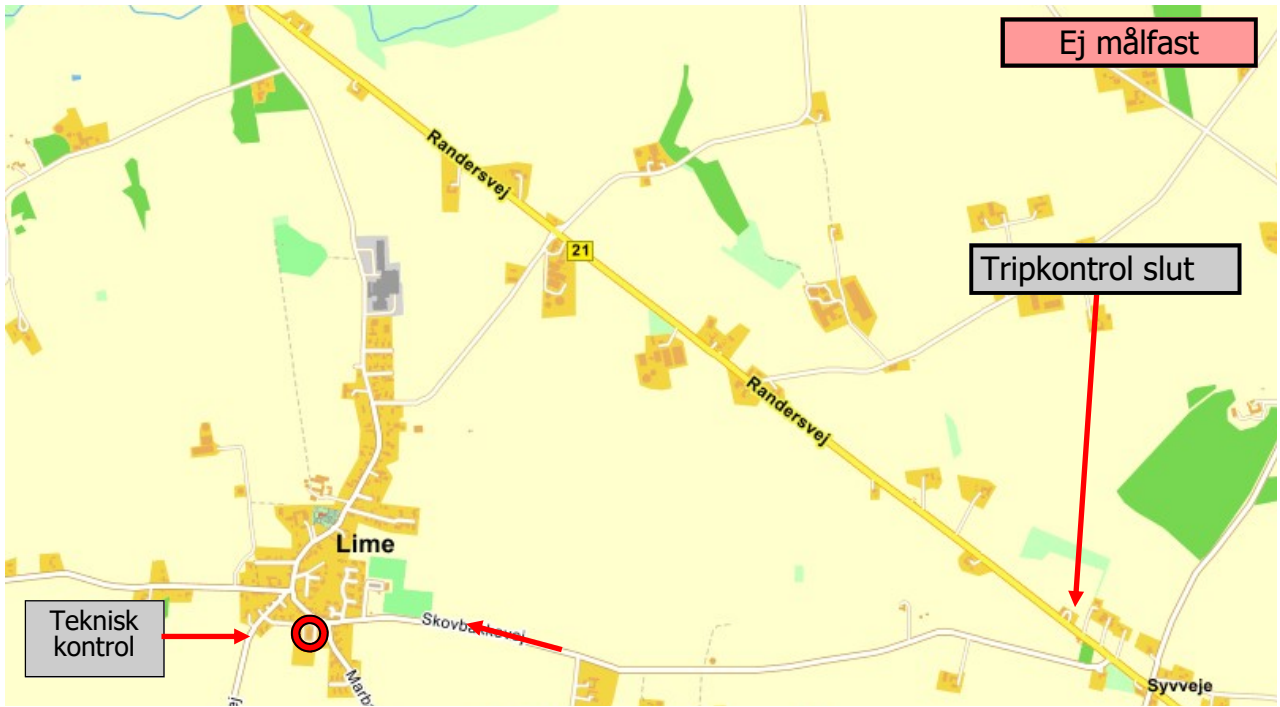 Ej målfast
Randersvej
21
Tripkontrol slut
Randersvej
Lime
Teknisk
kontrol
Skovbakkevej
Syvveje